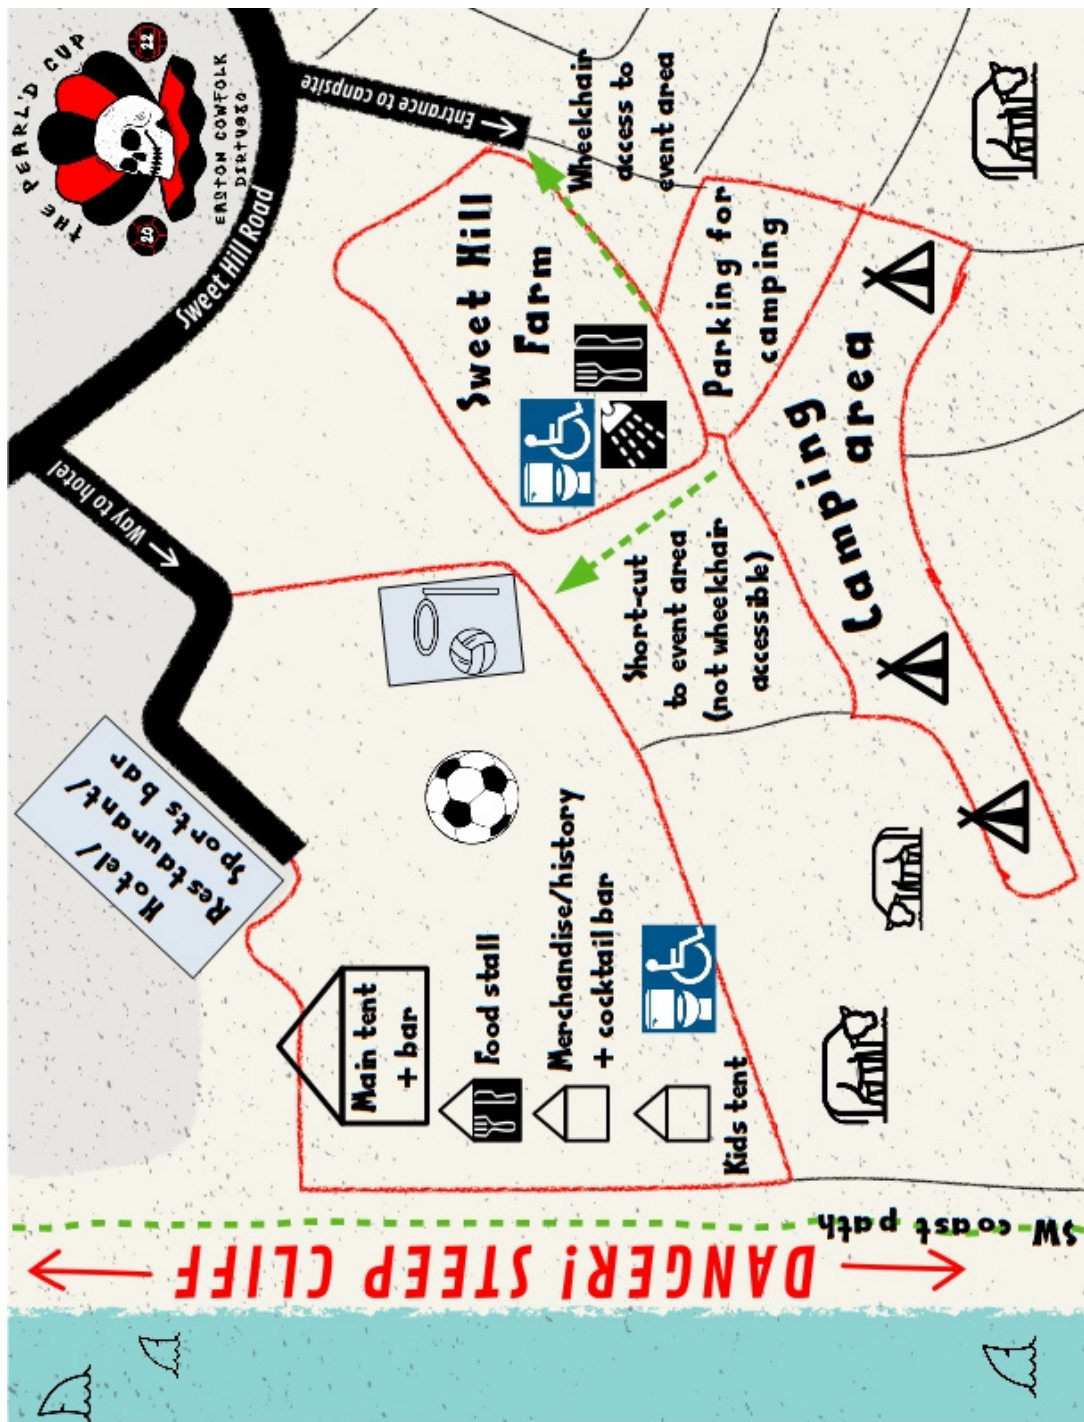 THE PEARL'D CUP
20
22
EASTON COWFOLK
DIRTV020
Sweet Hill Road
Entrance to campsite
Wheelchair
access to
event area
← Way to hotel
Sweet Hill
Farm
Parking for
camping
Camping
area
Short-cut
to event area
(not wheelchair
accessible)
Hotel/
Restaurant/
Sports bar
Main tent
+ bar
Food stall
Merchandise/history
+ cocktail bar
Kids tent
SW coast path
DANGER! STEEP CLIFF